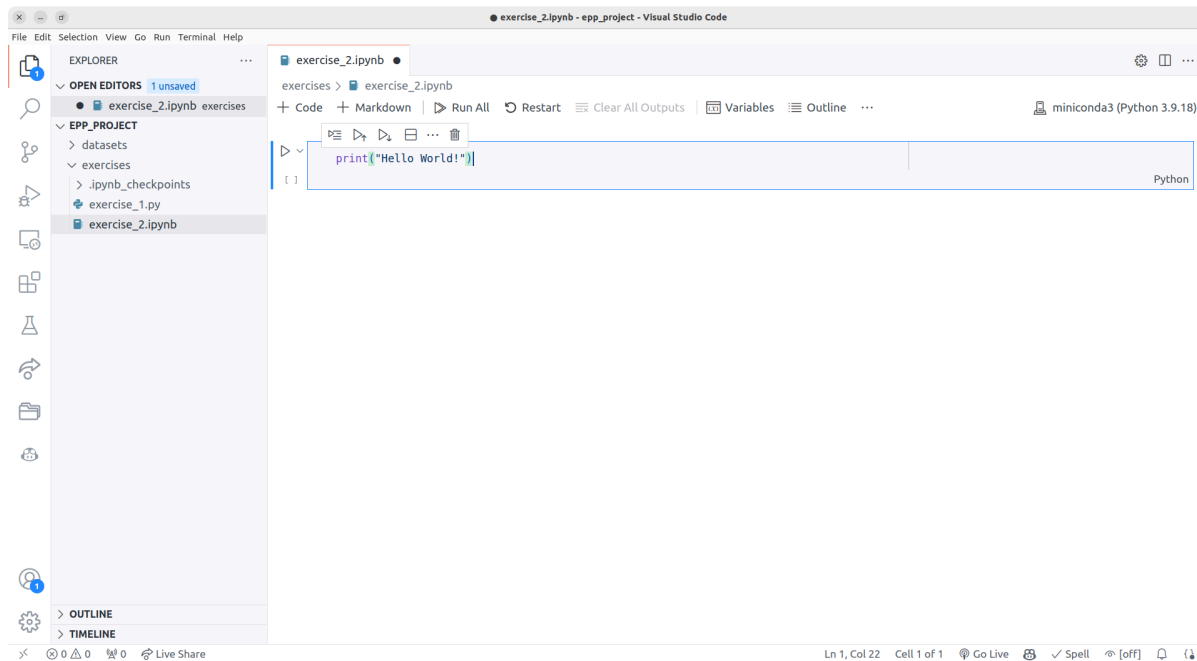 exercise_2.ipynb - epp_project - Visual Studio Code
File Edit Selection View Go Run Terminal Help
EXPLORER
OPEN EDITORS 1 unsaved
exercise_2.ipynb exercises
EPP_PROJECT
datasets
exercises
.ipynb_checkpoints
exercise_1.py
exercise_2.ipynb
OUTLINE
TIMELINE
exercise_2.ipynb
exercises > exercise_2.ipynb
+ Code + Markdown Run All Restart Clear All Outputs Variables Outline ... miniconda3 (Python 3.9.18)
print("Hello World!")
[ ]
Python
1
1
0 0 0 Live Share Ln 1, Col 22 Cell 1 of 1 Go Live Spell [off]